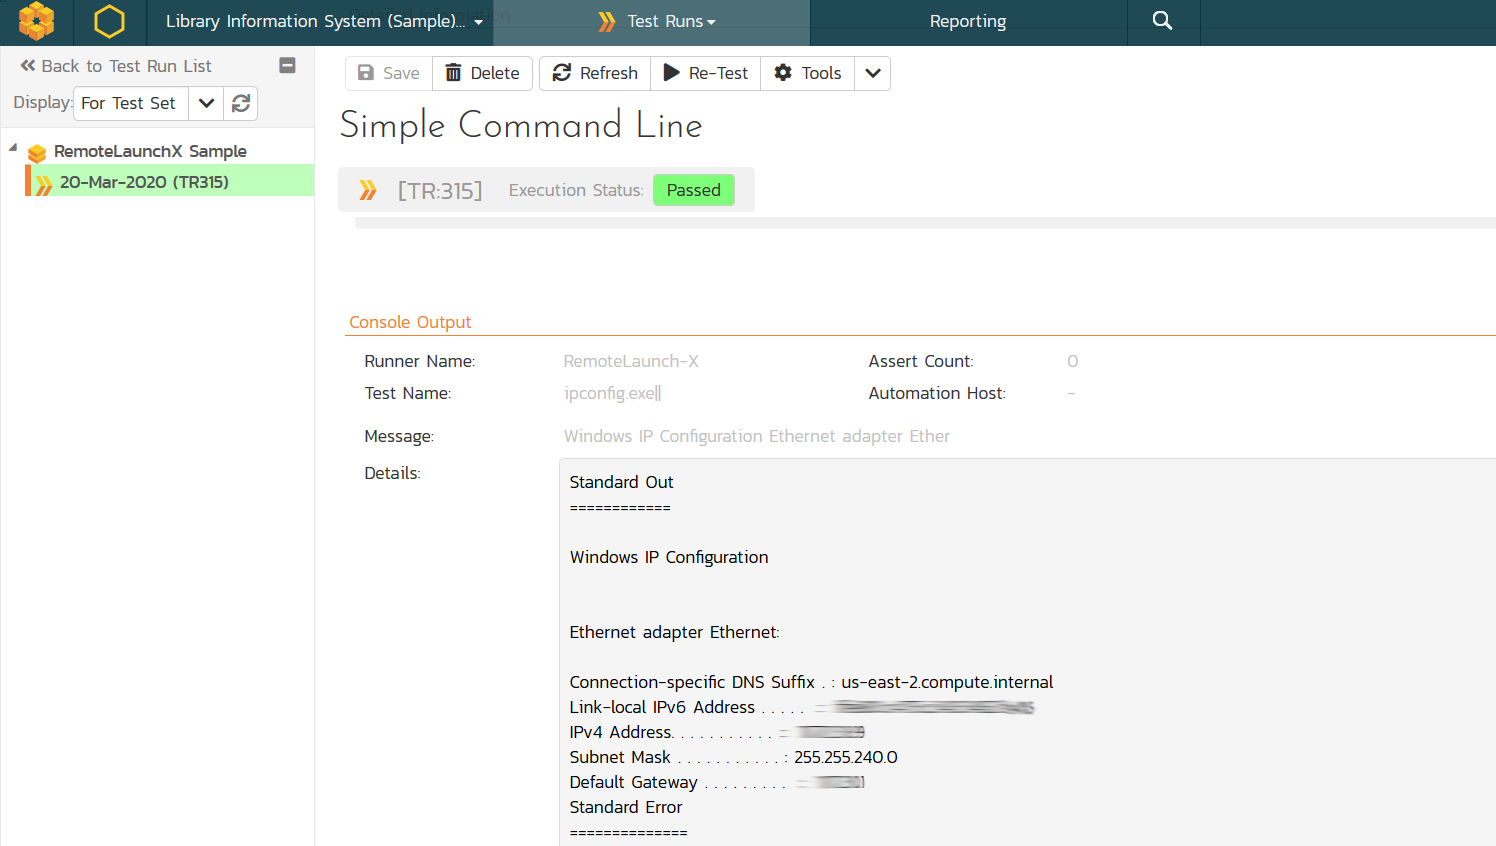 Library Information System (Sample)... Test Runs Reporting
Back to Test Run List
Display: For Test Set
RemoteLaunchX Sample
20-Mar-2020 (TR315)
Save Delete Refresh Re-Test Tools
Simple Command Line
[TR:315] Execution Status: Passed
Console Output
Runner Name: RemoteLaunch-X Assert Count: 0
Test Name: ipconfig.exe|| Automation Host: -
Message: Windows IP Configuration Ethernet adapter Ether
Details:
Standard Out
============
Windows IP Configuration
Ethernet adapter Ethernet:
Connection-specific DNS Suffix . : us-east-2.compute.internal
Link-local IPv6 Address . . . . .
IPv4 Address. . . . . . . . . . .
Subnet Mask . . . . . . . . . . . : 255.255.240.0
Default Gateway . . . . . . . . .
Standard Error
==============